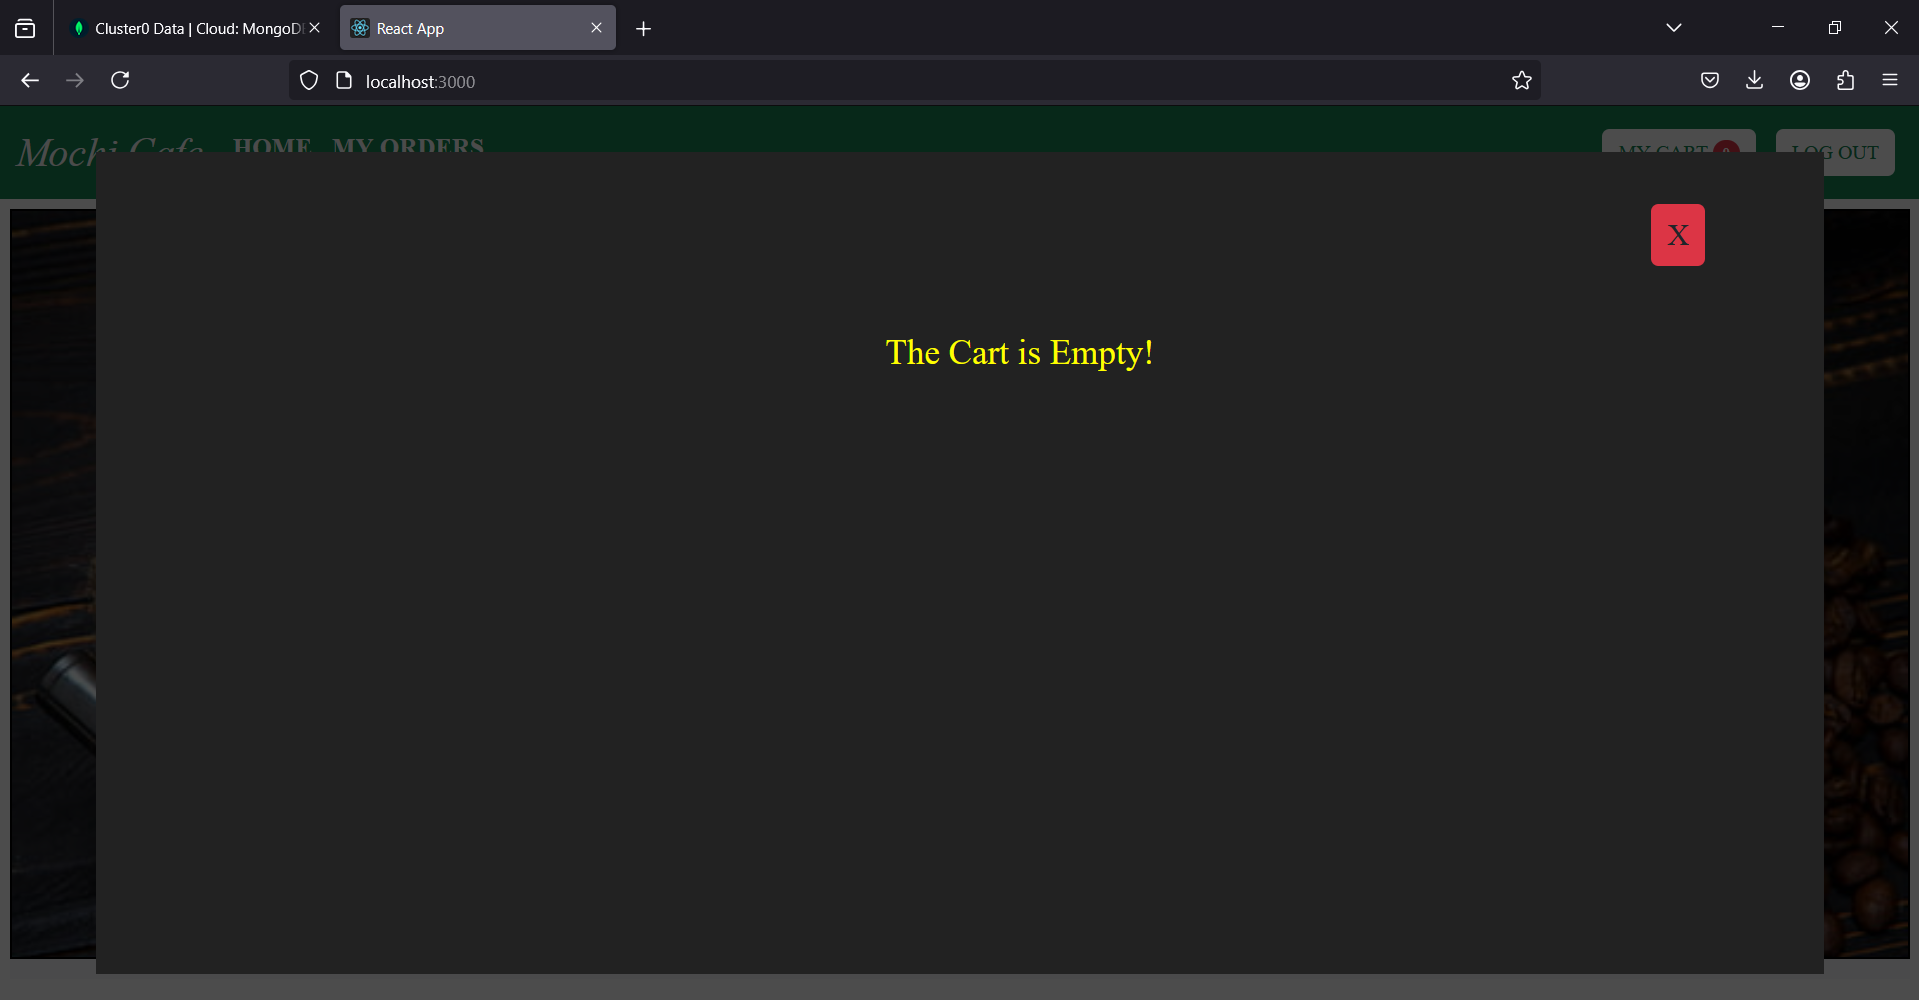 Cluster0 Data | Cloud: MongoD
React App
localhost:3000
Mochi Cafe HOME MY ORDERS MY CART 0 LOG OUT
X
The Cart is Empty!